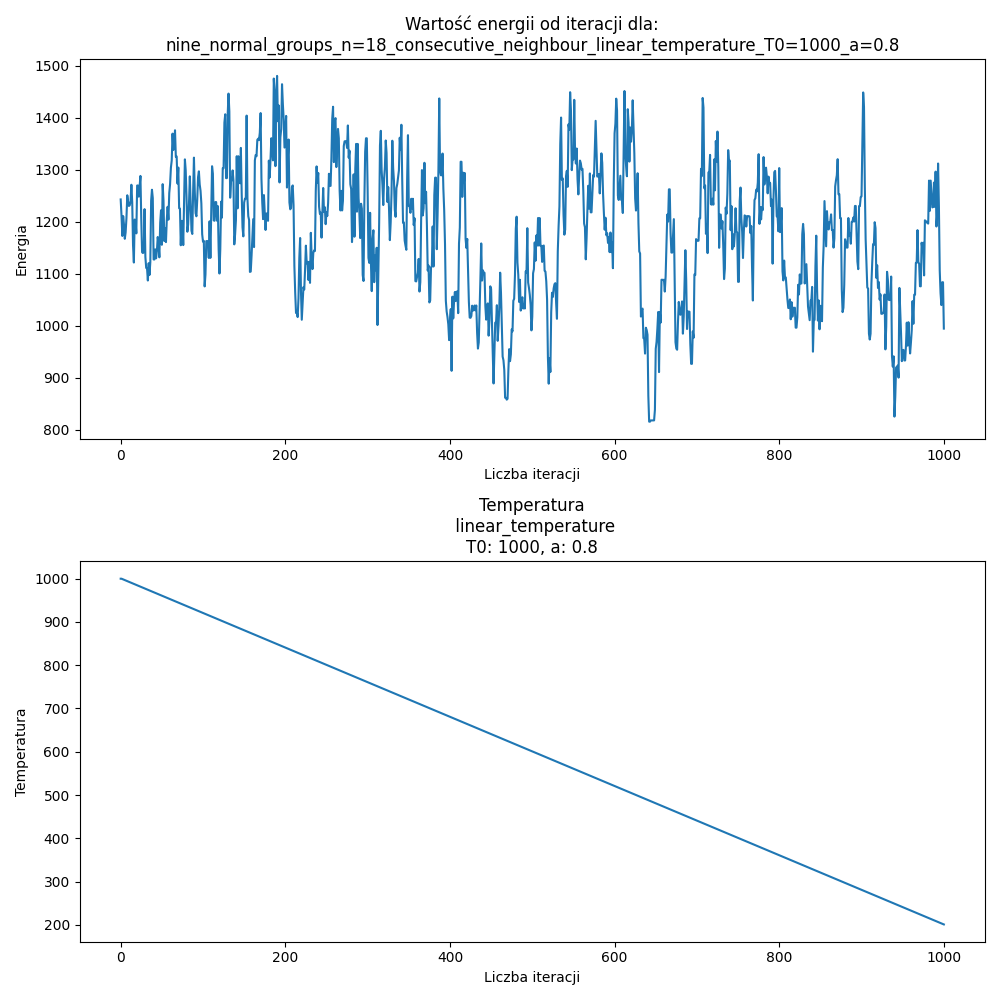 Wartość energii od iteracji dla:
nine_normal_groups_n=18_consecutive_neighbour_linear_temperature_T0=1000_a=0.8
1500
1400
1300
1200
1100
1000
900
800
Energia
0 200 400 600 800 1000
Liczba iteracji
Temperatura
linear_temperature
T0: 1000, a: 0.8
1000
900
800
700
600
500
400
300
200
Temperatura
0 200 400 600 800 1000
Liczba iteracji